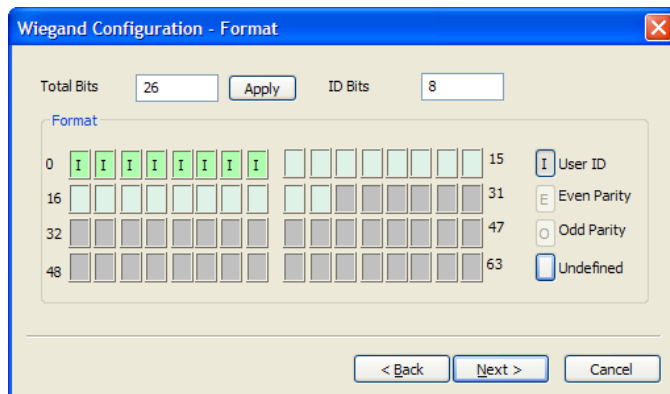 Wiegand Configuration - Format
Total Bits 26 Apply ID Bits 8
Format
0 I I I I I I I I 15 I User ID
16 31 E Even Parity
32 47 O Odd Parity
48 63 Undefined
< Back Next > Cancel